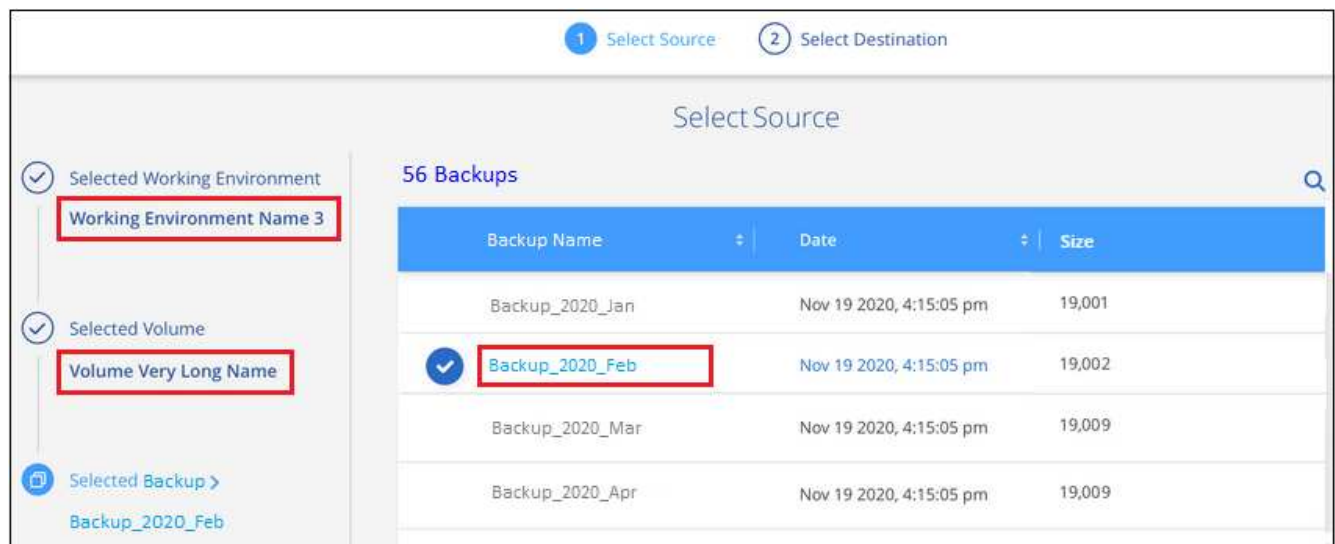 1 Select Source 2 Select Destination
Select Source
Selected Working Environment
Working Environment Name 3
Selected Volume
Volume Very Long Name
Selected Backup >
Backup_2020_Feb
56 Backups
Backup Name Date Size
Backup_2020_Jan Nov 19 2020, 4:15:05 pm 19,001
Backup_2020_Feb Nov 19 2020, 4:15:05 pm 19,002
Backup_2020_Mar Nov 19 2020, 4:15:05 pm 19,009
Backup_2020_Apr Nov 19 2020, 4:15:05 pm 19,009